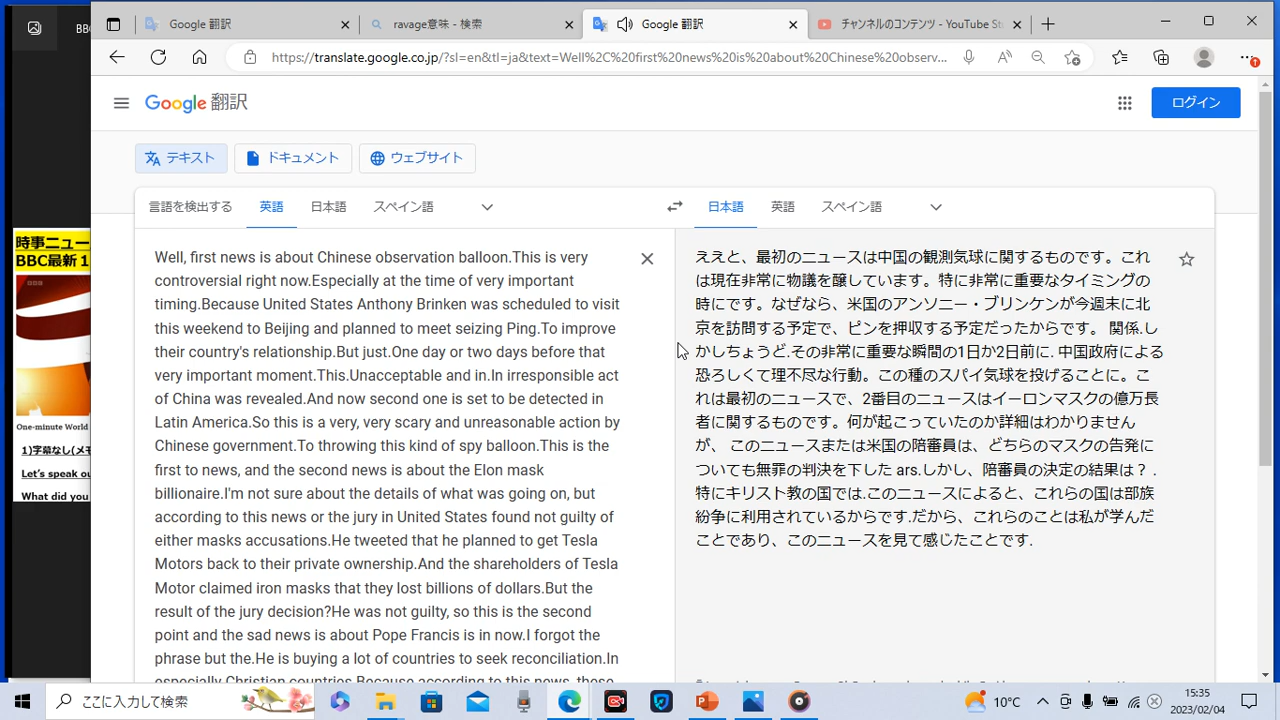 BB
Google 翻訳
ravage意味 - 検索
Google 翻訳
チャンネルのコンテンツ - YouTube St
https://translate.google.co.jp/?sl=en&tl=ja&text=Well%2C%20first%20news%20is%20about%20Chinese%20observ...
Google 翻訳
ログイン
テキスト
ドキュメント
ウェブサイト
言語を検出する 英語 日本語 スペイン語
日本語 英語 スペイン語
Well, first news is about Chinese observation balloon.This is very
controversial right now.Especially at the time of very important
timing.Because United States Anthony Brinken was scheduled to visit
this weekend to Beijing and planned to meet seizing Ping.To improve
their country's relationship.But just.One day or two days before that
very important moment.This.Unacceptable and in.In irresponsible act
of China was revealed.And now second one is set to be detected in
Latin America.So this is a very, very scary and unreasonable action by
Chinese government.To throwing this kind of spy balloon.This is the
first to news, and the second news is about the Elon mask
billionaire.I'm not sure about the details of what was going on, but
according to this news or the jury in United States found not guilty of
either masks accusations.He tweeted that he planned to get Tesla
Motors back to their private ownership.And the shareholders of Tesla
Motor claimed iron masks that they lost billions of dollars.But the
result of the jury decision?He was not guilty, so this is the second
point and the sad news is about Pope Francis is in now.I forgot the
phrase but the.He is buying a lot of countries to seek reconciliation.In
especially Christian countries.Because according to this news, these
ええと、最初のニュースは中国の観測気球に関するものです。これ
は現在非常に物議を醸しています。特に非常に重要なタイミングの
時にです。なぜなら、米国のアンソニー・ブリンケンが今週末に北
京を訪問する予定で、ピンを押収する予定だったからです。 関係.し
かしちょうど.その非常に重要な瞬間の1日か2日前に. 中国政府による
恐ろしくて理不尽な行動。この種のスパイ気球を投げることに。こ
れは最初のニュースで、2番目のニュースはイーロンマスクの億万長
者に関するものです。何が起こっていたのか詳細はわかりません
が、 このニュースまたは米国の陪審員は、どちらのマスクの告発に
ついても無罪の判決を下した ars.しかし、陪審員の決定の結果は？ .
特にキリスト教の国では.このニュースによると、これらの国は部族
紛争に利用されているからです.だから、これらのことは私が学んだ
ことであり、このニュースを見て感じたことです.
時事ニュー
BBC最新 1
One-minute World
1)字幕なし(メモ
Let's speak ou
What did you
ここに入力して検索
10°C
15:35
2023/02/04